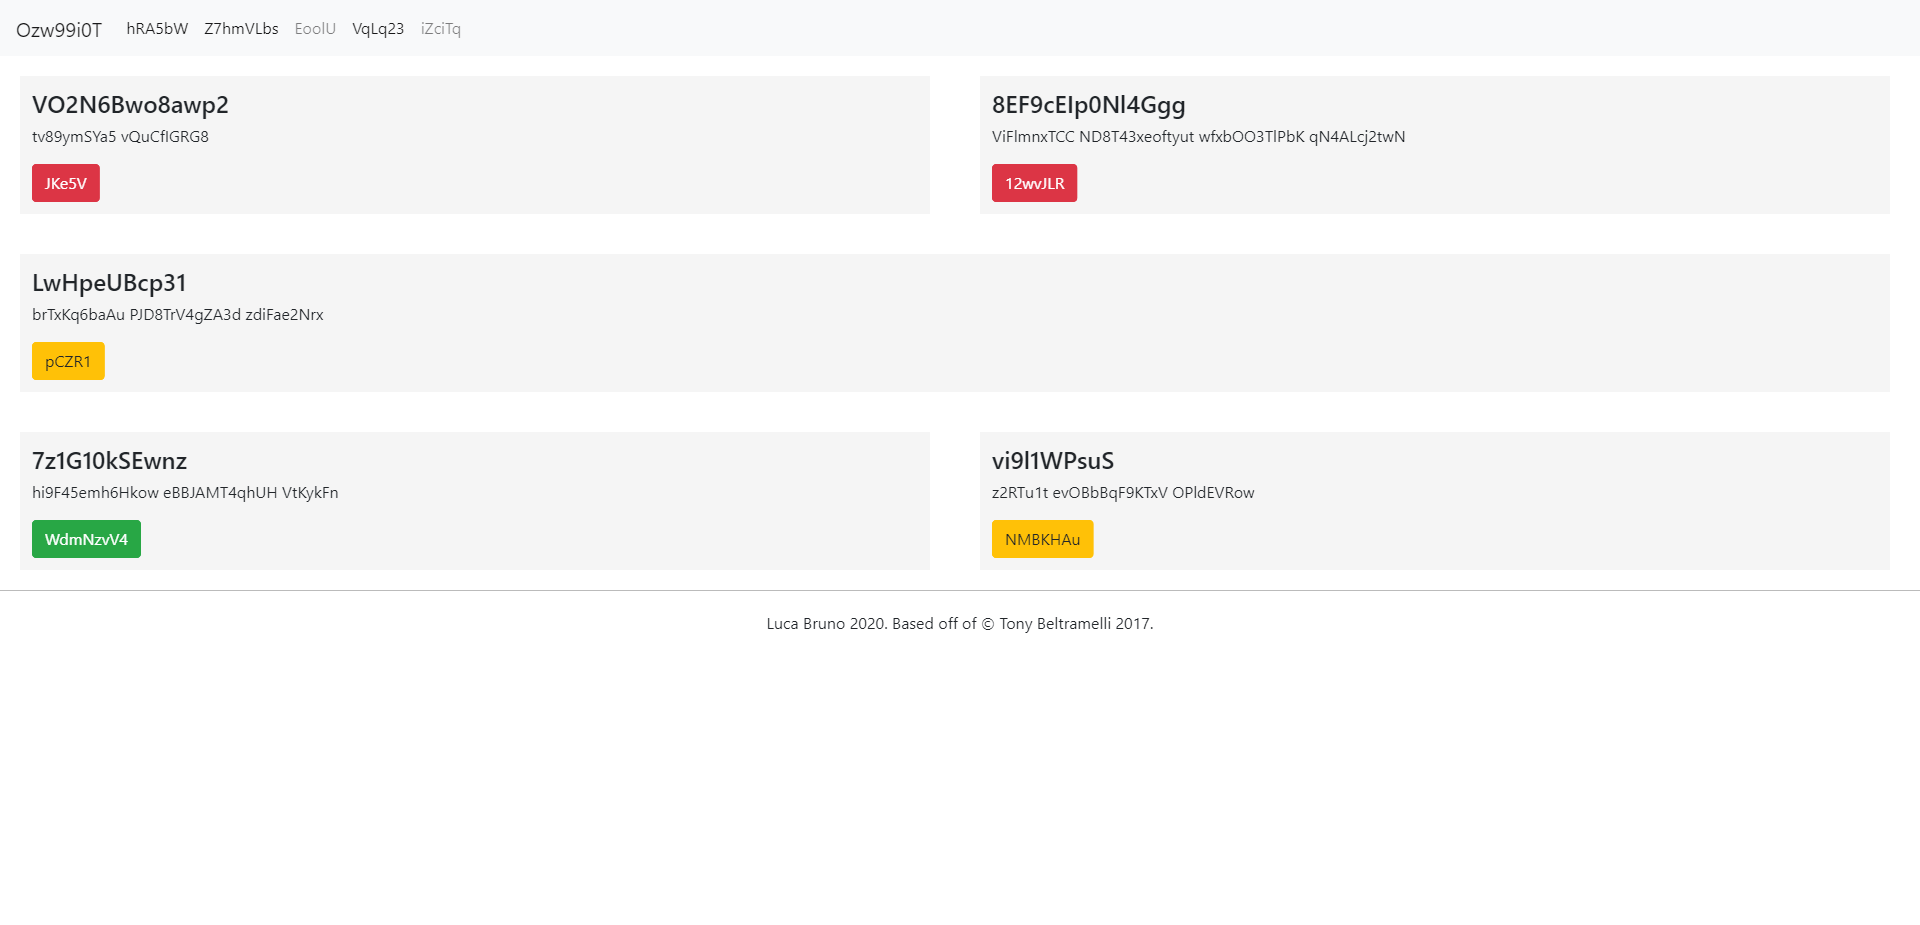 Ozw99i0T hRA5bW Z7hmVLbs EoolU VqLq23 iZciTq
VO2N6Bwo8awp2
tv89ymSYa5 vQuCfIGRG8
JKe5V
8EF9cEIp0Nl4Ggg
ViFlmnxTCC ND8T43xeoftyut wfxbOO3TlPbK qN4ALcj2twN
12wvJLR
LwHpeUBcp31
brTxKq6baAu PJD8TrV4gZA3d zdiFae2Nrx
pCZR1
7z1G10kSEwnz
hi9F45emh6Hkow eBBJAMT4qhUH VtKykFn
WdmNzvV4
vi9l1WPsuS
z2RTu1t evOBbBqF9KTxV OPldEVRow
NMBKHAu
Luca Bruno 2020. Based off of © Tony Beltramelli 2017.